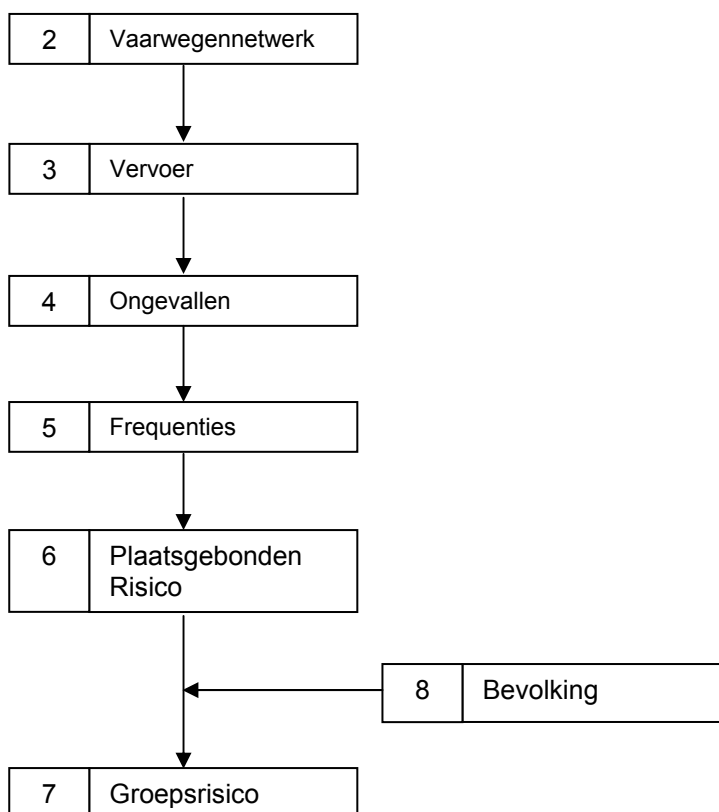 2 Vaarwegennetwerk
3 Vervoer
4 Ongevallen
5 Frequenties
6 Plaatsgebonden
Risico
8 Bevolking
7 Groepsrisico